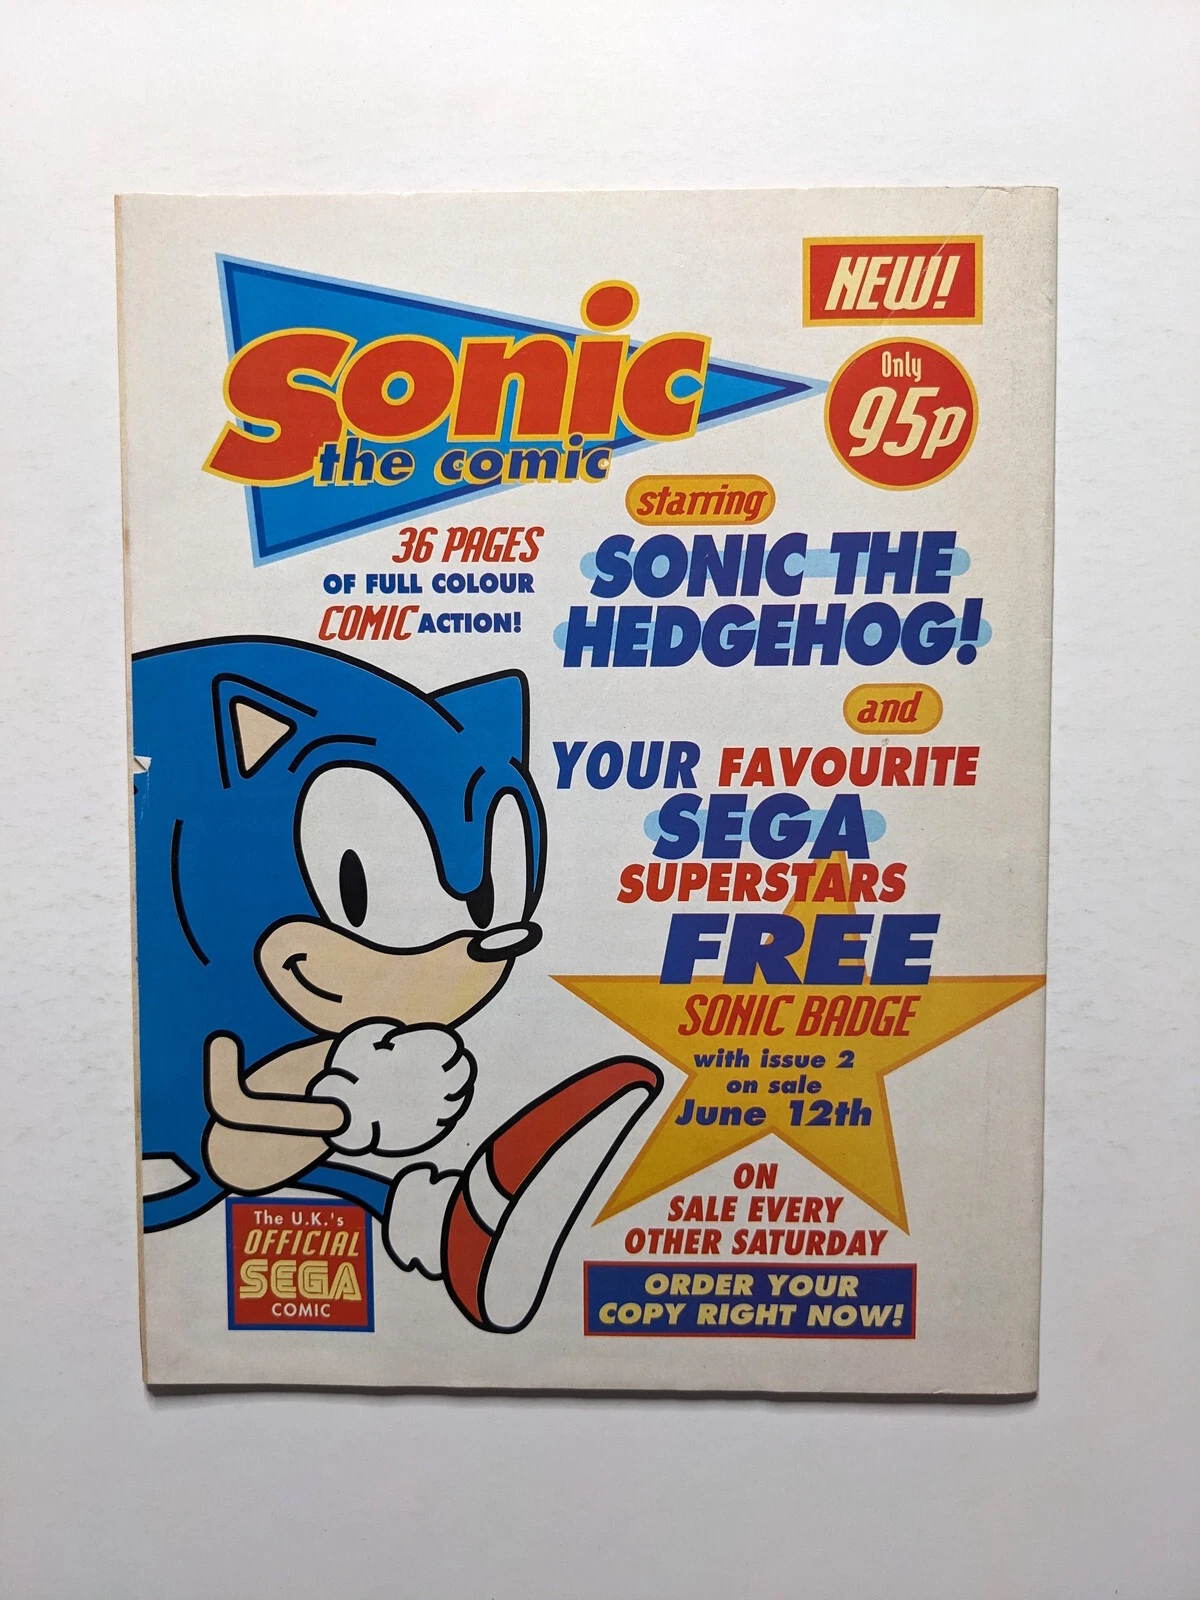 NEW!
Only
95p
sonic
the comic
starring
SONIC THE
HEDGEHOG!
36 PAGES
OF FULL COLOUR
COMIC ACTION!
and
YOUR FAVOURITE
SEGA
SUPERSTARS
FREE
SONIC BADGE
with issue 2
on sale
June 12th
ON
SALE EVERY
OTHER SATURDAY
ORDER YOUR
COPY RIGHT NOW!
The U.K.'s
OFFICIAL
SEGA
COMIC